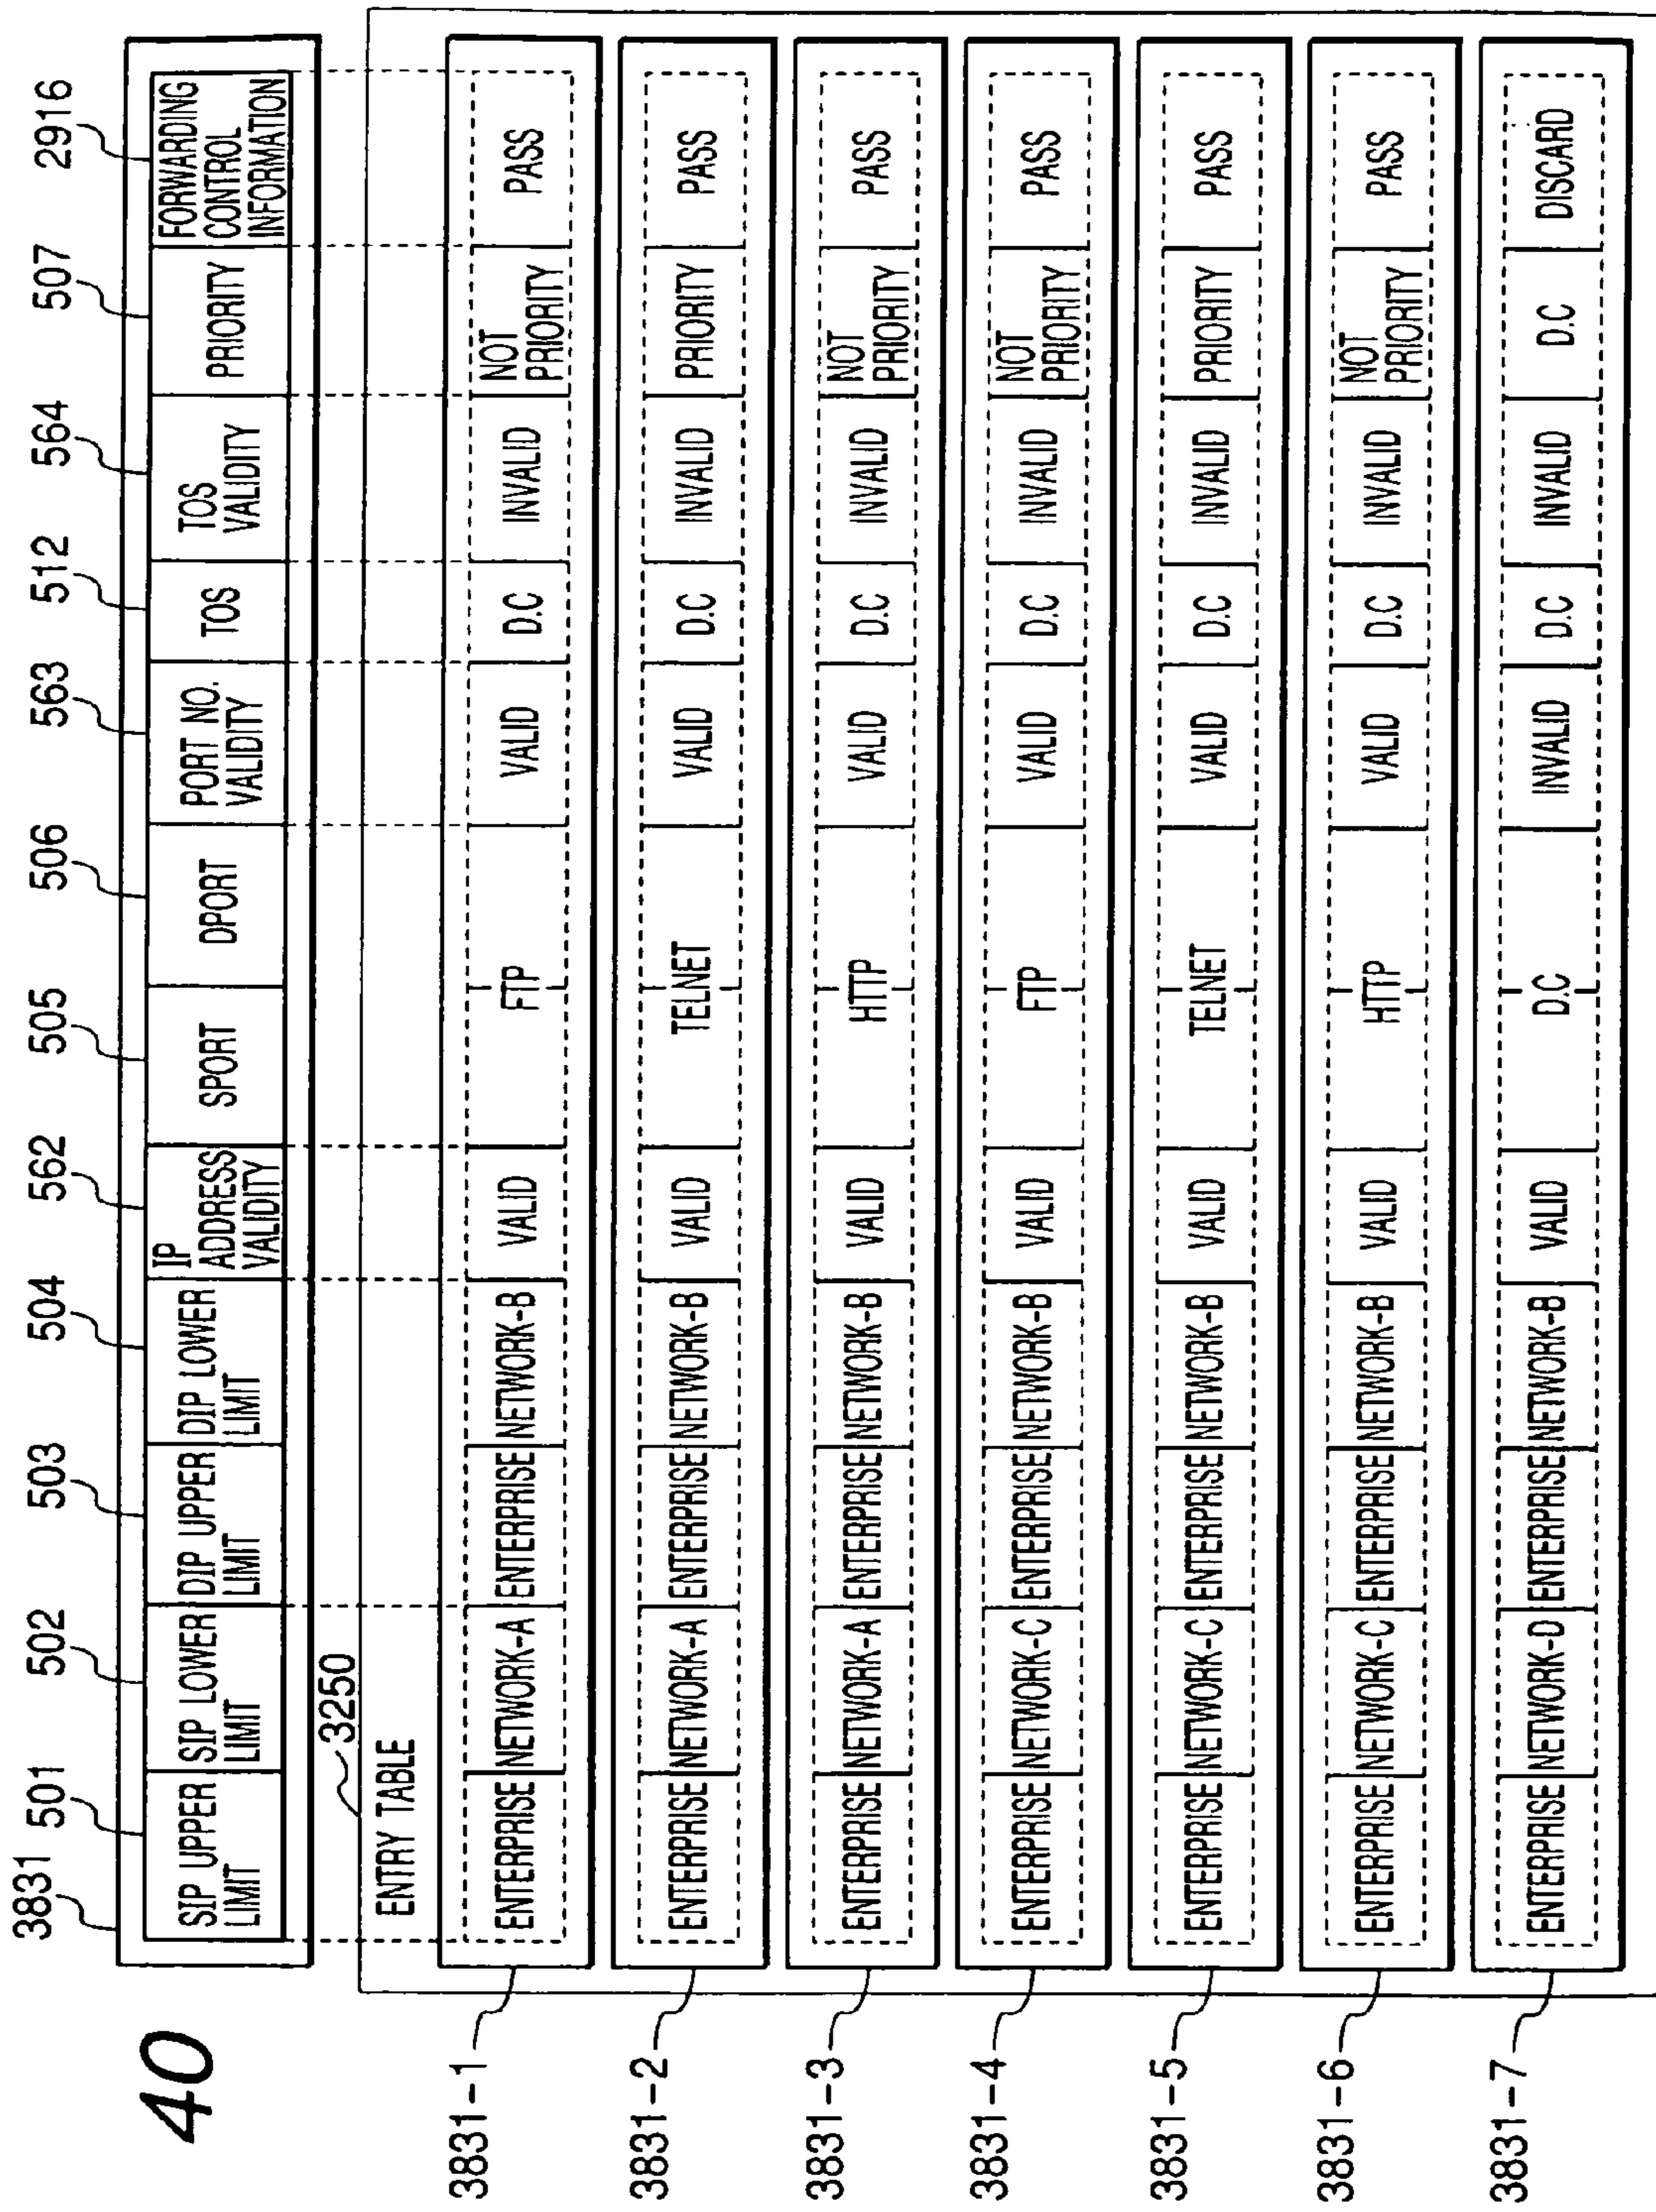 40
3831
501
502
503
504
562
505
506
563
512
564
507
2916
SIP UPPER
LIMIT
SIP LOWER
LIMIT
DIP UPPER
LIMIT
DIP LOWER
LIMIT
IP
ADDRESS
VALIDITY
SPORT
DPORT
PORT NO.
VALIDITY
TOS
TOS
VALIDITY
PRIORITY
FORWARDING
CONTROL
INFORMATION
3250
ENTRY TABLE
3831-1
ENTERPRISE
NETWORK-A
ENTERPRISE
NETWORK-B
VALID
FTP
VALID
D.C
INVALID
NOT
PRIORITY
PASS
3831-2
ENTERPRISE
NETWORK-A
ENTERPRISE
NETWORK-B
VALID
TELNET
VALID
D.C
INVALID
PRIORITY
PASS
3831-3
ENTERPRISE
NETWORK-A
ENTERPRISE
NETWORK-B
VALID
HTTP
VALID
D.C
INVALID
NOT
PRIORITY
PASS
3831-4
ENTERPRISE
NETWORK-C
ENTERPRISE
NETWORK-B
VALID
FTP
VALID
D.C
INVALID
NOT
PRIORITY
PASS
3831-5
ENTERPRISE
NETWORK-C
ENTERPRISE
NETWORK-B
VALID
TELNET
VALID
D.C
INVALID
PRIORITY
PASS
3831-6
ENTERPRISE
NETWORK-C
ENTERPRISE
NETWORK-B
VALID
HTTP
VALID
D.C
INVALID
NOT
PRIORITY
PASS
3831-7
ENTERPRISE
NETWORK-D
ENTERPRISE
NETWORK-B
VALID
D.C
INVALID
D.C
INVALID
D.C
DISCARD